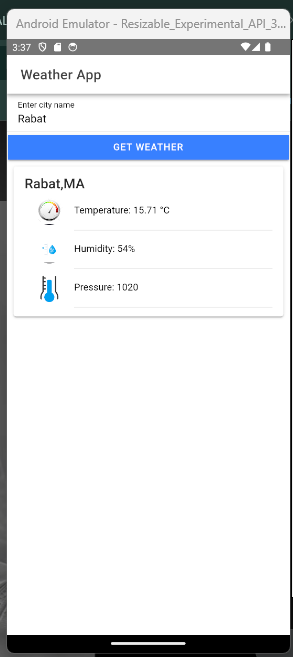 Android Emulator - Resizable_Experimental_API_3...
3:37
Weather App
Enter city name
Rabat
GET WEATHER
Rabat,MA
Temperature: 15.71 °C
Humidity: 54%
Pressure: 1020